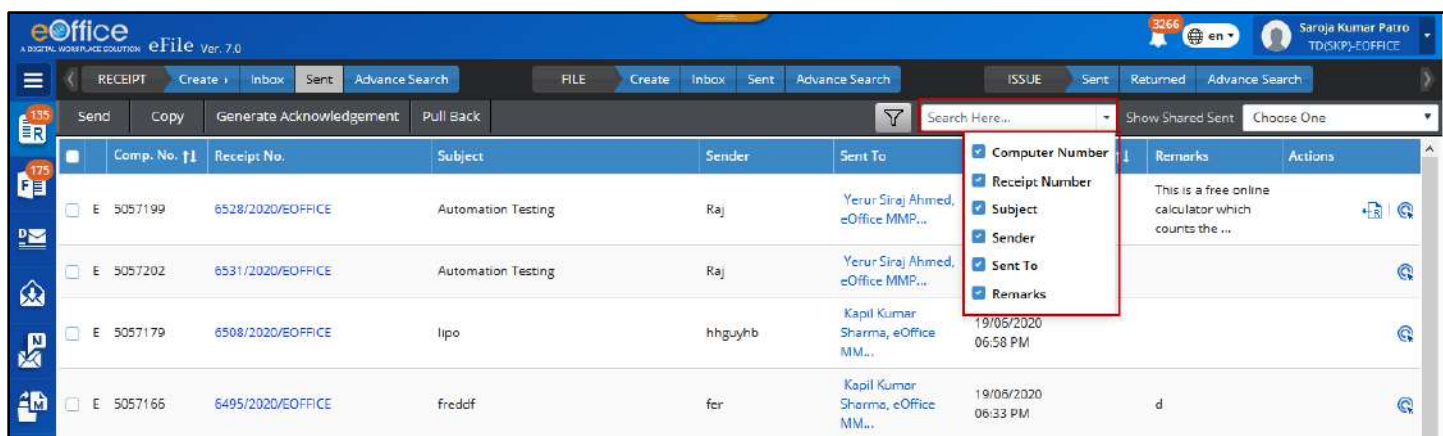 eOffice
A DIGITAL WORKPLACE SOLUTION eFile Ver. 7.0
3266 en Saroja Kumar Patro
TD(SKP)-EOFFICE
RECEIPT Create Inbox Sent Advance Search FILE Create Inbox Sent Advance Search ISSUE Sent Returned Advance Search
135 R Send Copy Generate Acknowledgement Pull Back Search Here... Show Shared Sent Choose One
Comp. No. Receipt No. Subject Sender Sent To Remarks Actions
Computer Number
Receipt Number
Subject
Sender
Sent To
Remarks
175 F
D
N
M
E 5057199 6528/2020/EOFFICE Automation Testing Raj Yerur Siraj Ahmed,
eOffice MMP...
This is a free online
calculator which
counts the ...
R
E 5057202 6531/2020/EOFFICE Automation Testing Raj Yerur Siraj Ahmed,
eOffice MMP...
E 5057179 6508/2020/EOFFICE lipo hhguyhb Kapil Kumar
Sharma, eOffice
MM...
19/06/2020
06:58 PM
E 5057166 6495/2020/EOFFICE freddf fer Kapil Kumar
Sharma, eOffice
MM...
19/06/2020
06:33 PM
d